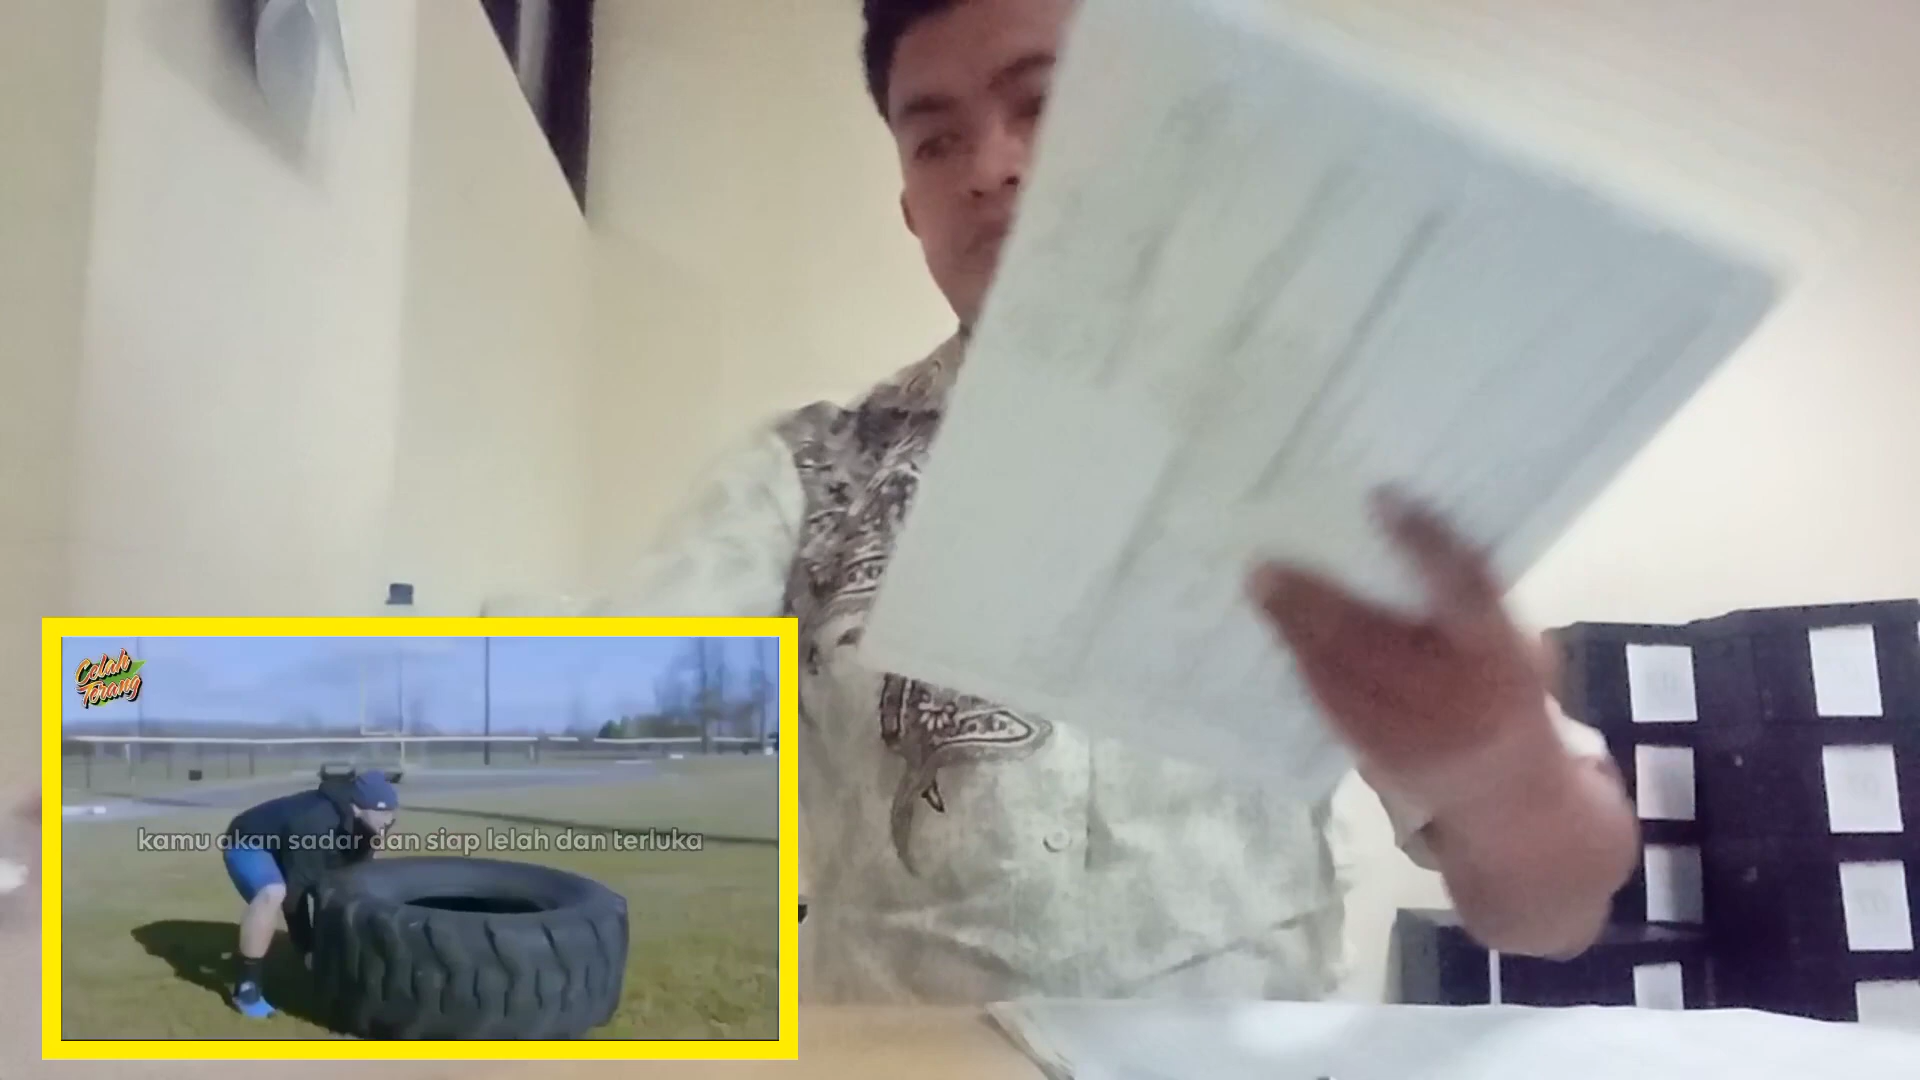 Celah
Terang
kamu akan sadar dan siap lelah dan terluka